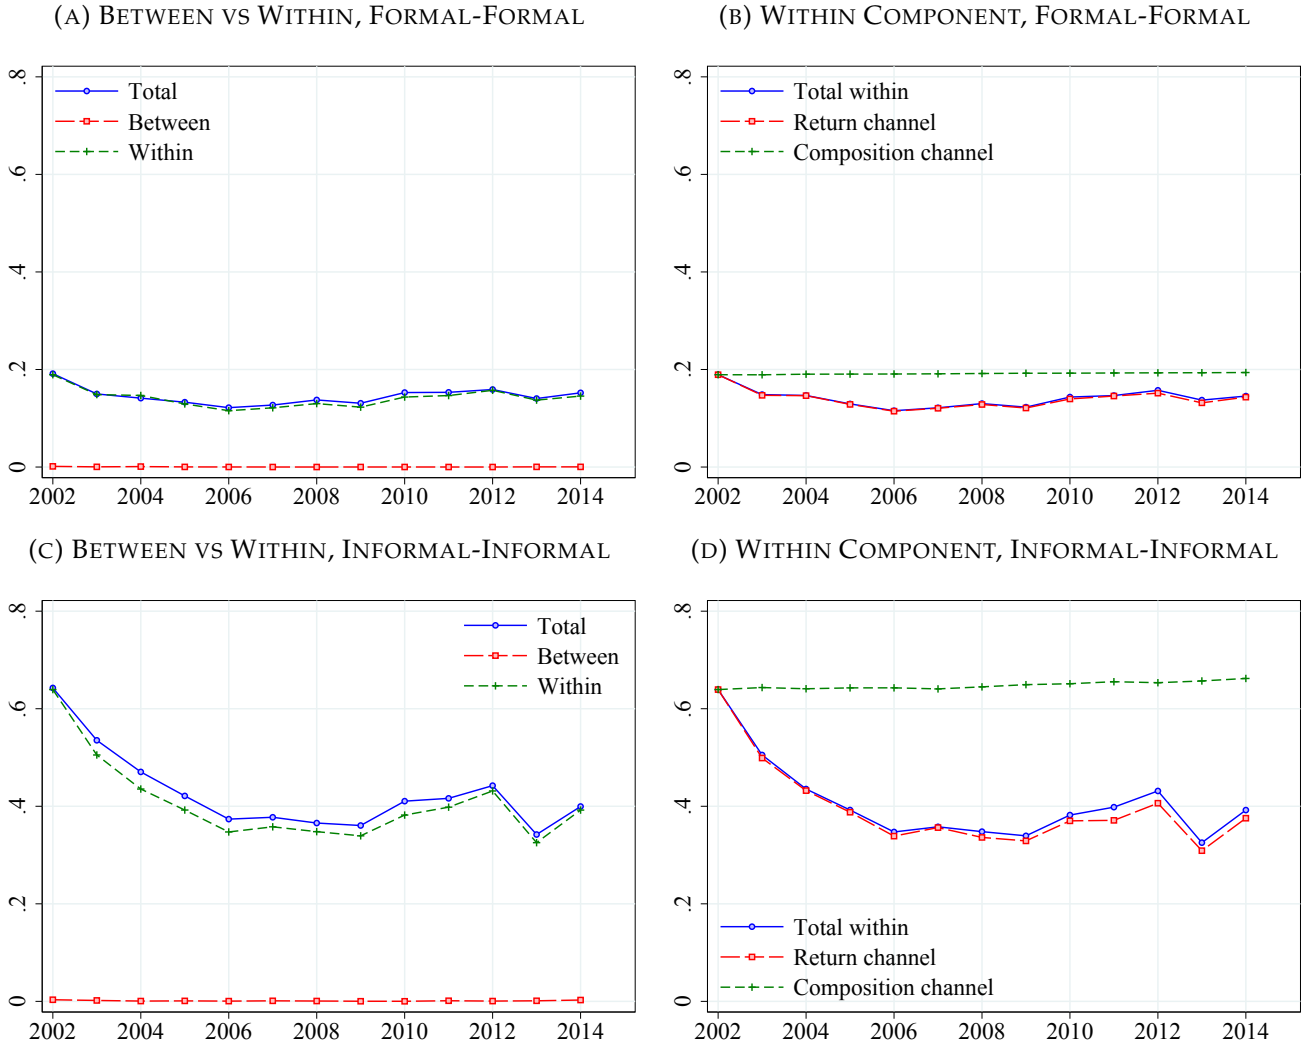 (A) BETWEEN VS WITHIN, FORMAL-FORMAL
.8
.6
.4
.2
0
Total
Between
Within
2002 2004 2006 2008 2010 2012 2014
(B) WITHIN COMPONENT, FORMAL-FORMAL
.8
.6
.4
.2
0
Total within
Return channel
Composition channel
2002 2004 2006 2008 2010 2012 2014
(C) BETWEEN VS WITHIN, INFORMAL-INFORMAL
.8
.6
.4
.2
0
Total
Between
Within
2002 2004 2006 2008 2010 2012 2014
(D) WITHIN COMPONENT, INFORMAL-INFORMAL
.8
.6
.4
.2
0
Total within
Return channel
Composition channel
2002 2004 2006 2008 2010 2012 2014